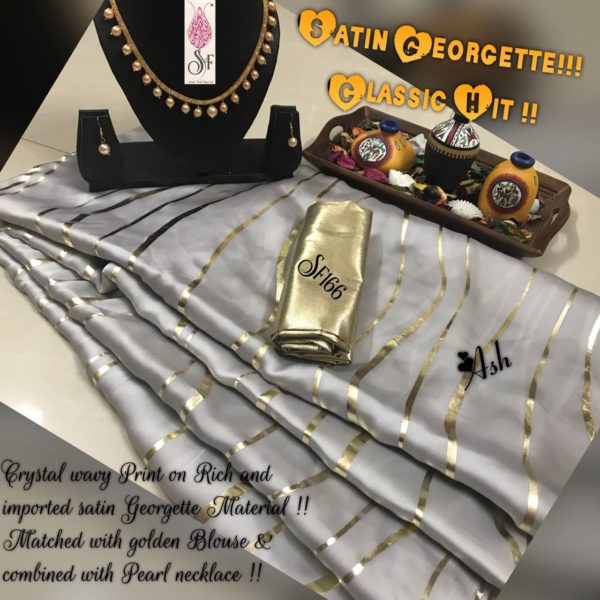 SF
Satin Georgette!!!
Classic Hit !!
SF166
Ash
Crystal wavy Print on Rich and
imported satin Georgette Material !!
Matched with golden Blouse &
combined with Pearl necklace !!